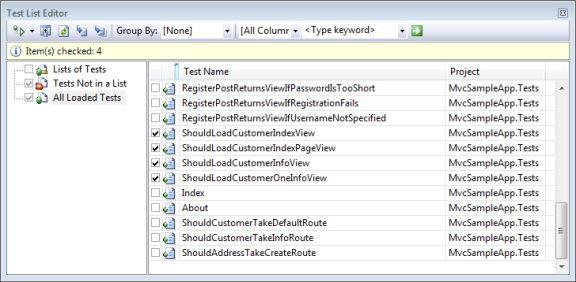 Test List Editor
Group By: [None] [All Columr <Type keyword>
Item(s) checked: 4
Lists of Tests
Tests Not in a List
All Loaded Tests
Test Name Project
RegisterPostReturnsViewIfPasswordIsTooShort MvcSampleApp.Tests
RegisterPostReturnsViewIfRegistrationFails MvcSampleApp.Tests
RegisterPostReturnsViewIfUsernameNotSpecified MvcSampleApp.Tests
ShouldLoadCustomerIndexView MvcSampleApp.Tests
ShouldLoadCustomerIndexPageView MvcSampleApp.Tests
ShouldLoadCustomerInfoView MvcSampleApp.Tests
ShouldLoadCustomerOneInfoView MvcSampleApp.Tests
Index MvcSampleApp.Tests
About MvcSampleApp.Tests
ShouldCustomerTakeDefaultRoute MvcSampleApp.Tests
ShouldCustomerTakeInfoRoute MvcSampleApp.Tests
ShouldAddressTakeCreateRoute MvcSampleApp.Tests